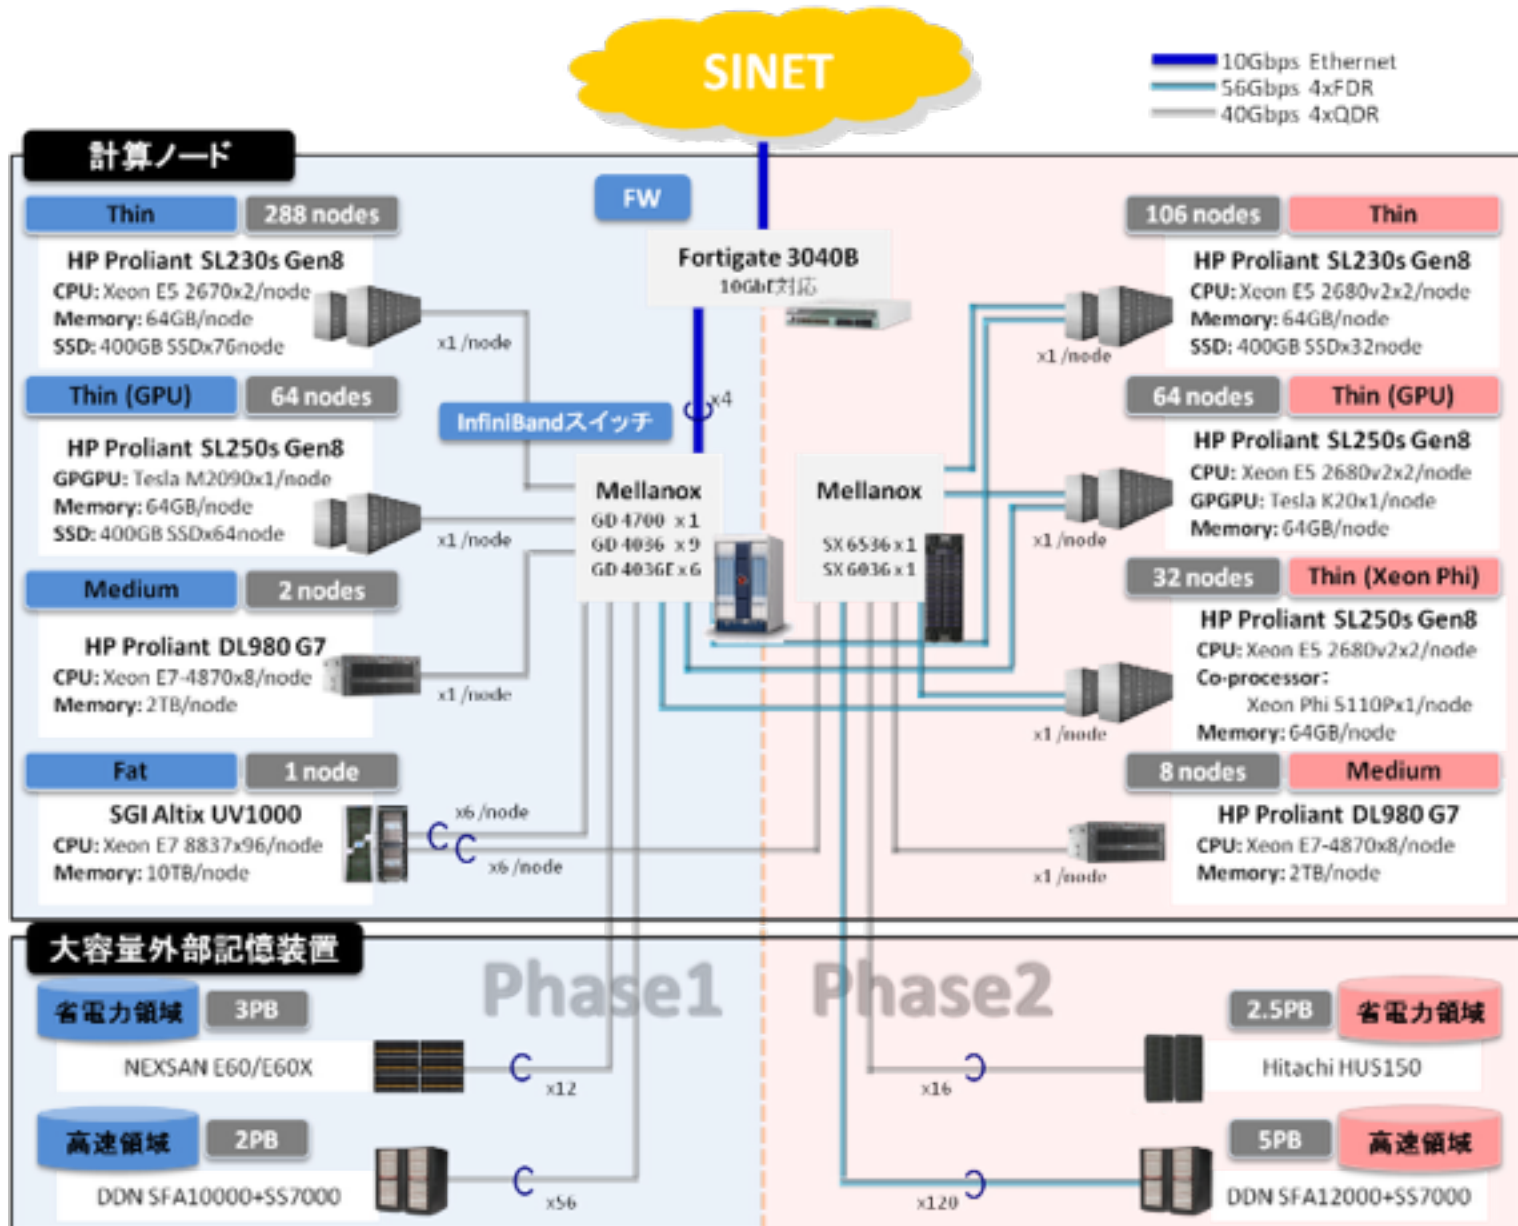 SINET
10Gbps Ethernet
56Gbps 4xFDR
40Gbps 4xQDR
計算ノード
Thin
288 nodes
HP Proliant SL230s Gen8
CPU: Xeon E5 2670x2/node
Memory: 64GB/node
SSD: 400GB SSDx76node
x1/node
Thin (GPU)
64 nodes
HP Proliant SL250s Gen8
GPGPU: Tesla M2090x1/node
Memory: 64GB/node
SSD: 400GB SSDx64node
x1/node
Medium
2 nodes
HP Proliant DL980 G7
CPU: Xeon E7-4870x8/node
Memory: 2TB/node
x1/node
Fat
1 node
SGI Altix UV1000
CPU: Xeon E7 8837x96/node
Memory: 10TB/node
x6/node
x6/node
FW
Fortigate 3040B
10GbE対応
x4
InfiniBandスイッチ
Mellanox
GD4700 x1
GD4036 x9
GD4036Ex6
Mellanox
SX6536x1
SX6036x1
106 nodes
Thin
HP Proliant SL230s Gen8
CPU: Xeon E5 2680v2x2/node
Memory: 64GB/node
SSD: 400GB SSDx32node
x1/node
64 nodes
Thin (GPU)
HP Proliant SL250s Gen8
CPU: Xeon E5 2680v2x2/node
GPGPU: Tesla K20x1/node
Memory: 64GB/node
x1/node
32 nodes
Thin (Xeon Phi)
HP Proliant SL250s Gen8
CPU: Xeon E5 2680v2x2/node
Co-processor:
Xeon Phi 5110Px1/node
Memory: 64GB/node
x1/node
8 nodes
Medium
HP Proliant DL980 G7
CPU: Xeon E7-4870x8/node
Memory: 2TB/node
x1/node
大容量外部記憶装置
Phase1
Phase2
省電力領域
3PB
NEXSAN E60/E60X
x12
高速領域
2PB
DDN SFA10000+SS7000
x56
2.5PB
省電力領域
Hitachi HUS150
x16
5PB
高速領域
DDN SFA12000+SS7000
x120